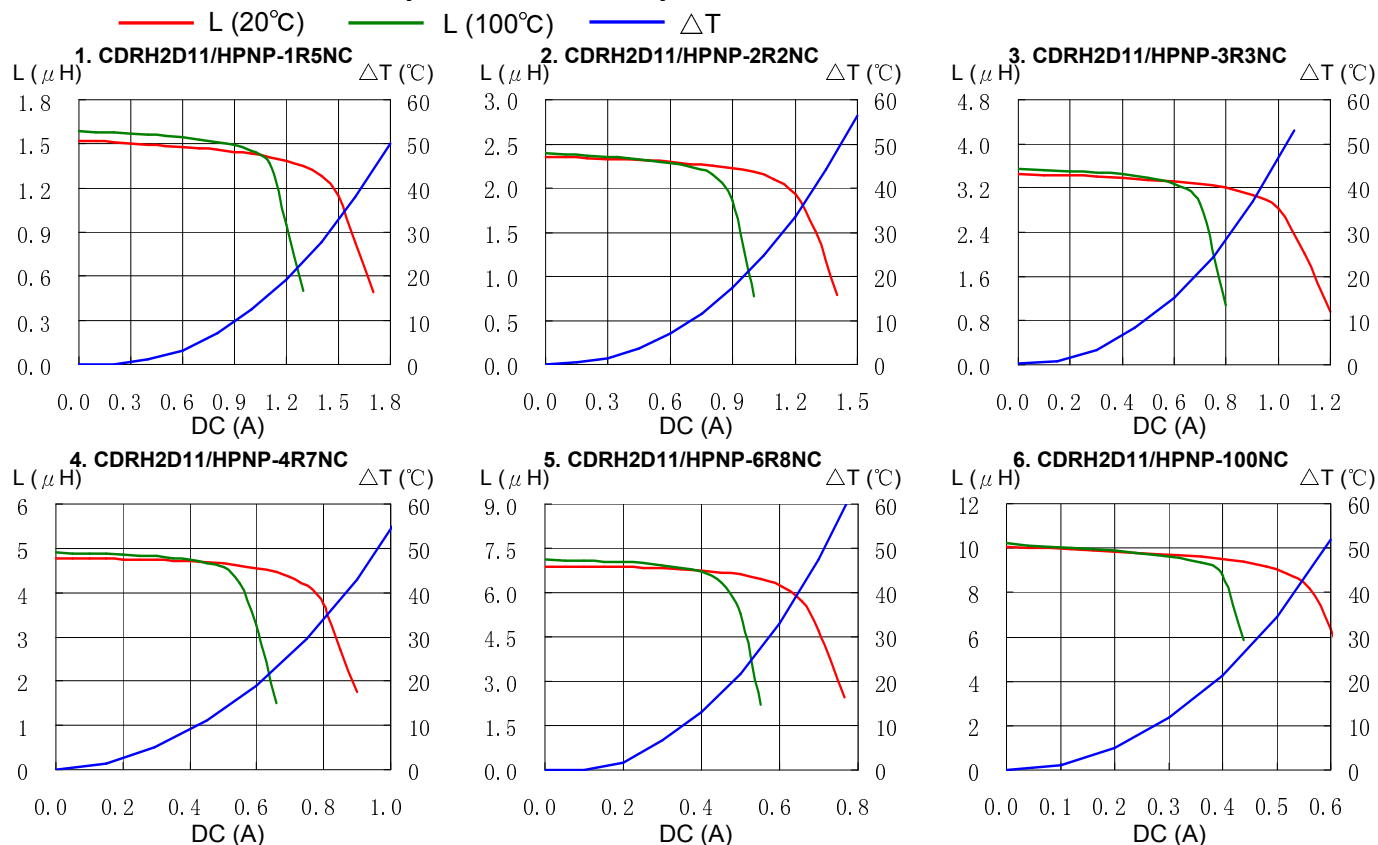 L (20℃) L (100℃) △T
1. CDRH2D11/HPNP-1R5NC
L (μH) △T (℃)
1.8 60
1.5 50
1.2 40
0.9 30
0.6 20
0.3 10
0.0 0
0.0 0.3 0.6 0.9 1.2 1.5 1.8
DC (A)
2. CDRH2D11/HPNP-2R2NC
L (μH) △T (℃)
3.0 60
2.5 50
2.0 40
1.5 30
1.0 20
0.5 10
0.0 0
0.0 0.3 0.6 0.9 1.2 1.5
DC (A)
3. CDRH2D11/HPNP-3R3NC
L (μH) △T (℃)
4.8 60
4.0 50
3.2 40
2.4 30
1.6 20
0.8 10
0.0 0
0.0 0.2 0.4 0.6 0.8 1.0 1.2
DC (A)
4. CDRH2D11/HPNP-4R7NC
L (μH) △T (℃)
6 60
5 50
4 40
3 30
2 20
1 10
0 0
0.0 0.2 0.4 0.6 0.8 1.0
DC (A)
5. CDRH2D11/HPNP-6R8NC
L (μH) △T (℃)
9.0 60
7.5 50
6.0 40
4.5 30
3.0 20
1.5 10
0.0 0
0.0 0.2 0.4 0.6 0.8
DC (A)
6. CDRH2D11/HPNP-100NC
L (μH) △T (℃)
12 60
10 50
8 40
6 30
4 20
2 10
0 0
0.0 0.1 0.2 0.3 0.4 0.5 0.6
DC (A)